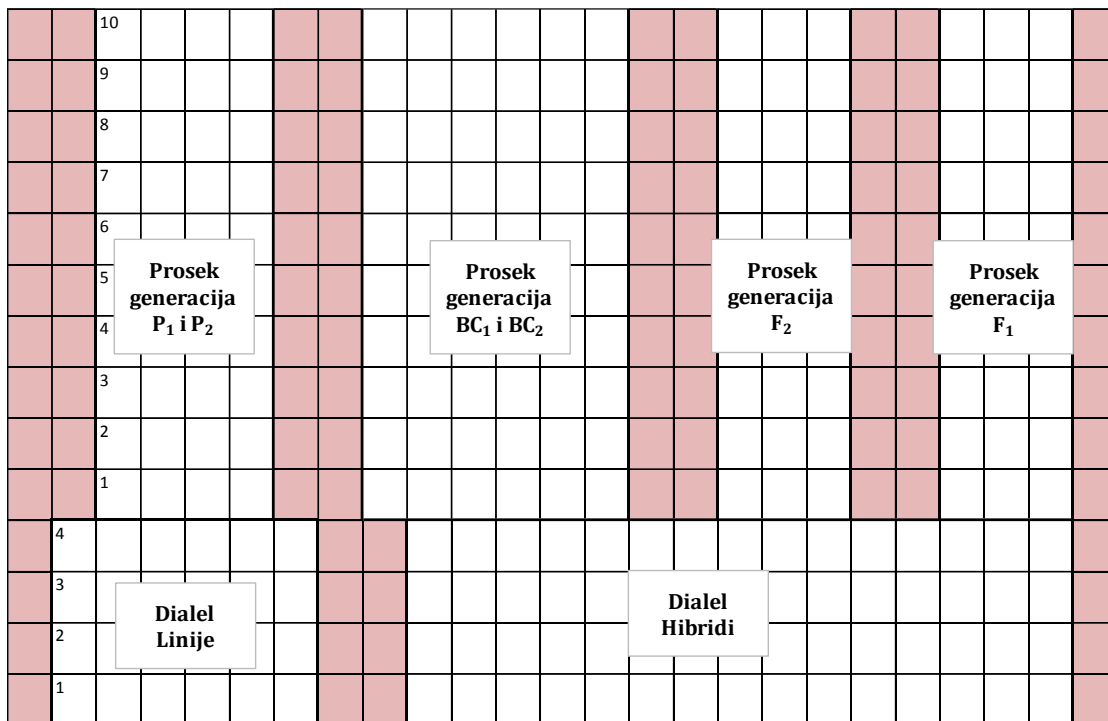 10
9
8
7
6
5
4
3
2
1
Prosek
generacija
P₁ i P₂
Prosek
generacija
BC₁ i BC₂
Prosek
generacija
F₂
Prosek
generacija
F₁
4
3
2
1
Dialel
Linije
Dialel
Hibridi